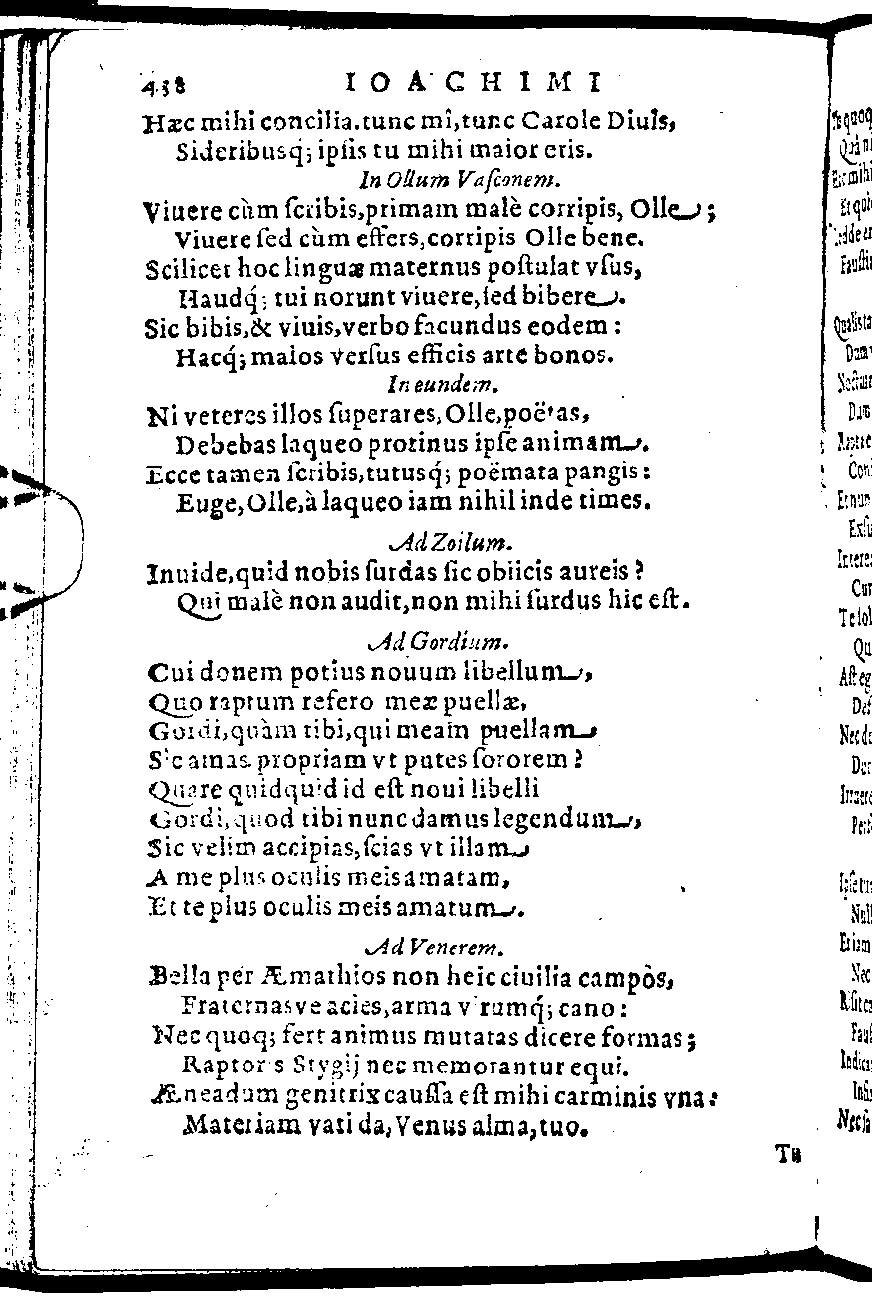 438 IOACHIMI
Hæc mihi concilia.tunc mî,tunc Carole Diuîs,
Sideribusq́; ipſis tu mihi maior eris.
In Ollum Vaſconem.
Viuere cùm ſcribis,primam malè corripis, Olle;
Viuere ſed cùm effers,corripis Olle bene.
Scilicet hoc linguæ maternus poſtulat vſus,
Haudq́; tui norunt viuere,ſed bibere.
Sic bibis,& viuis,verbo facundus eodem:
Hacq́; malos verſus efficis arte bonos.
In eundem.
Ni veteres illos ſuperares,Olle,poëtas,
Debebas laqueo protinus ipſe animam.
Ecce tamen ſcribis,tutusq́; poëmata pangis:
Euge,Olle,à laqueo iam nihil inde times.
Ad Zoilum.
Inuide,quid nobis ſurdas ſic obiicis aureis?
Qui malè non audit,non mihi ſurdus hic eſt.
Ad Gordium.
Cui donem potius nouum libellum,
Quo raptum refero meæ puellæ,
Gordi,quàm tibi,qui meam puellam
Sic amas, propriam vt putes ſororem?
Quare quidquid id eſt noui libelli
Gordi,quod tibi nunc damus legendum,
Sic velim accipias,ſcias vt illam
A me plus oculis meis amatam,
Et te plus oculis meis amatum.
Ad Venerem.
Bella per Æmathios non heic ciuilia campòs,
Fraternasve acies,arma virumq́; cano:
Nec quoq; fert animus mutatas dicere formas;
Raptoris Stygij nec memorantur equi.
Æneadum genitrix cauſſa eſt mihi carminis vna:
Materiam vati da,Venus alma,tuo.
Tu